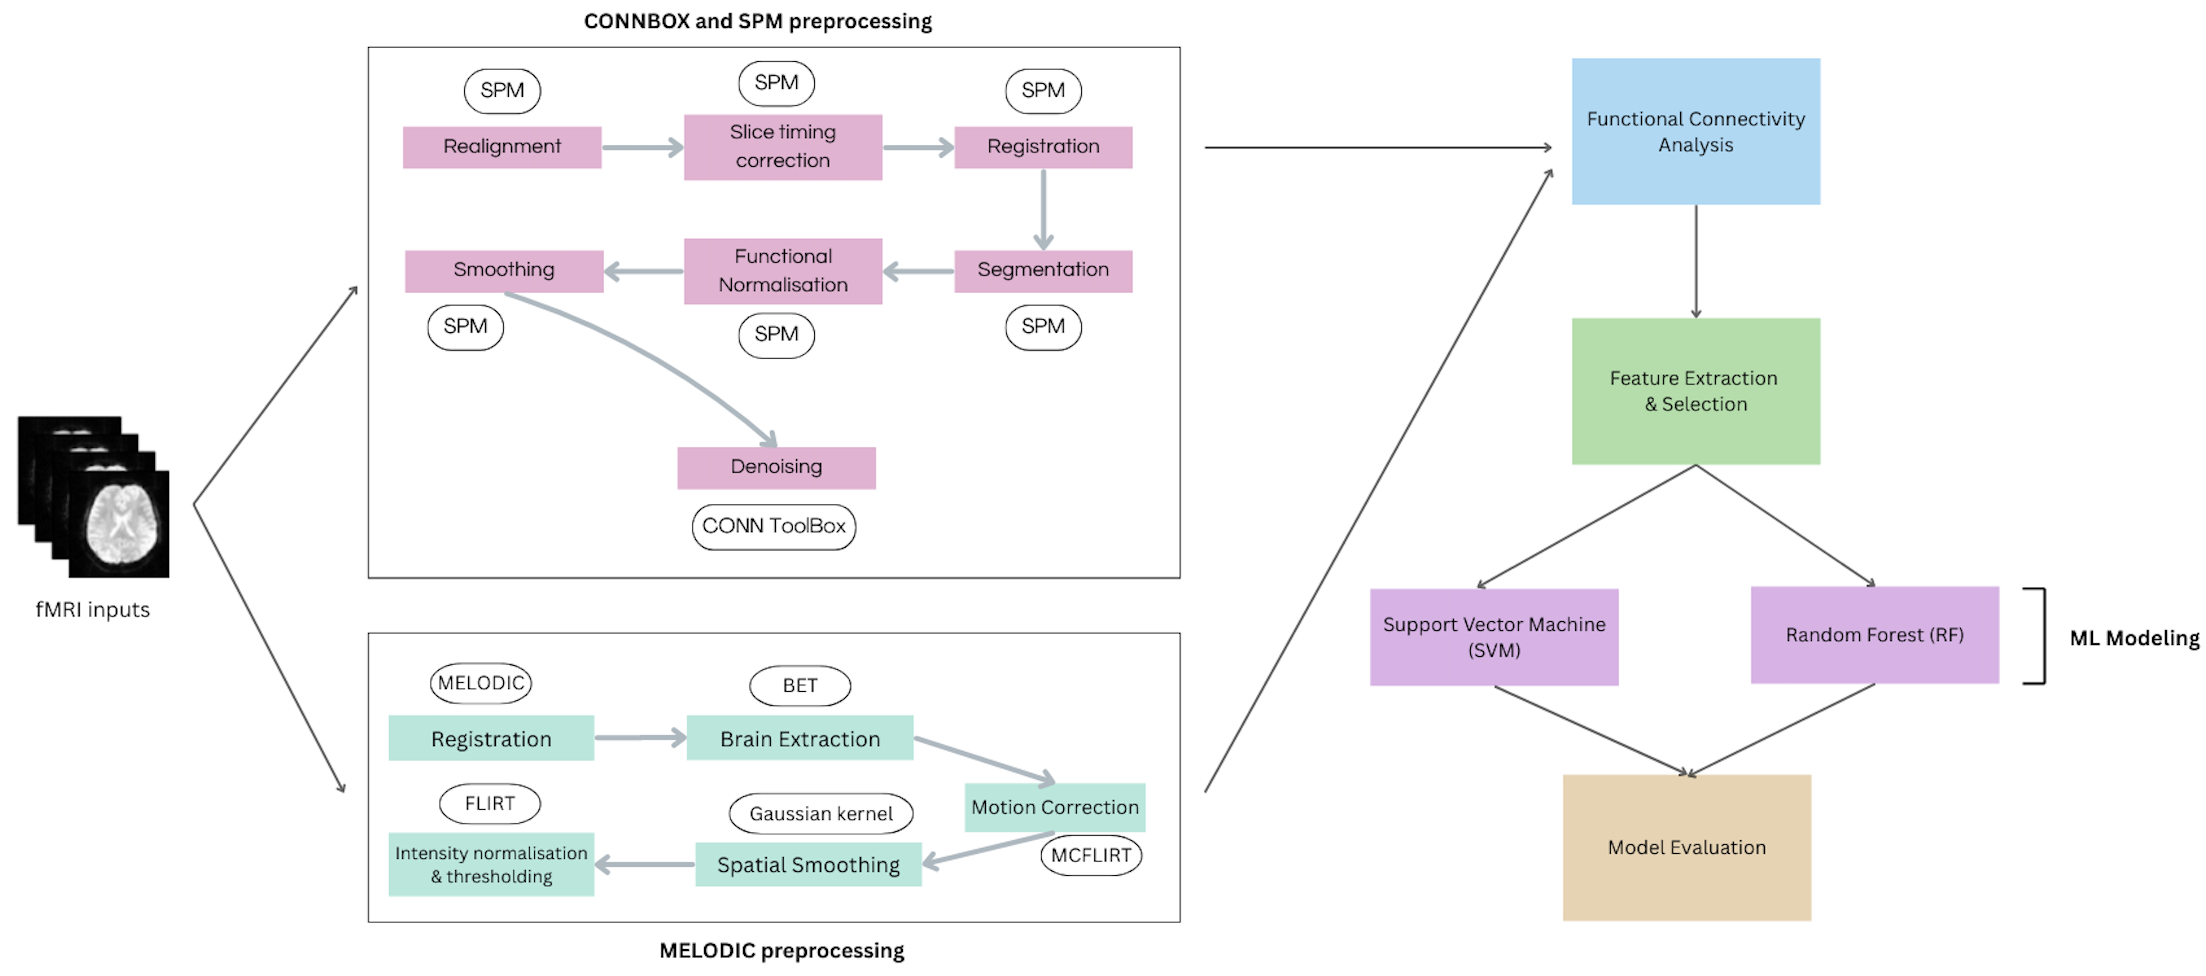 CONNBOX and SPM preprocessing
SPM
SPM
SPM
Realignment
Slice timing
correction
Registration
Smoothing
Functional
Normalisation
Segmentation
SPM
SPM
SPM
Denoising
CONN ToolBox
fMRI inputs
MELODIC
BET
Registration
Brain Extraction
Motion Correction
MCFLIRT
FLIRT
Gaussian kernel
Intensity normalisation
& thresholding
Spatial Smoothing
MELODIC preprocessing
Functional Connectivity
Analysis
Feature Extraction
& Selection
Support Vector Machine
(SVM)
Random Forest (RF)
ML Modeling
Model Evaluation